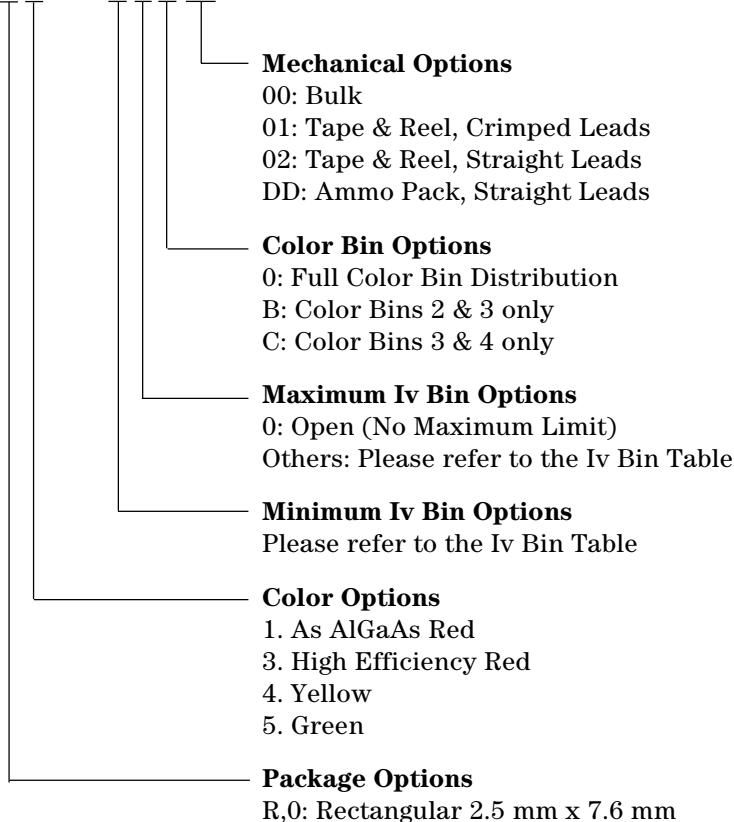 Mechanical Options
00: Bulk
01: Tape & Reel, Crimped Leads
02: Tape & Reel, Straight Leads
DD: Ammo Pack, Straight Leads
Color Bin Options
0: Full Color Bin Distribution
B: Color Bins 2 & 3 only
C: Color Bins 3 & 4 only
Maximum Iv Bin Options
0: Open (No Maximum Limit)
Others: Please refer to the Iv Bin Table
Minimum Iv Bin Options
Please refer to the Iv Bin Table
Color Options
1. As AlGaAs Red
3. High Efficiency Red
4. Yellow
5. Green
Package Options
R,0: Rectangular 2.5 mm x 7.6 mm